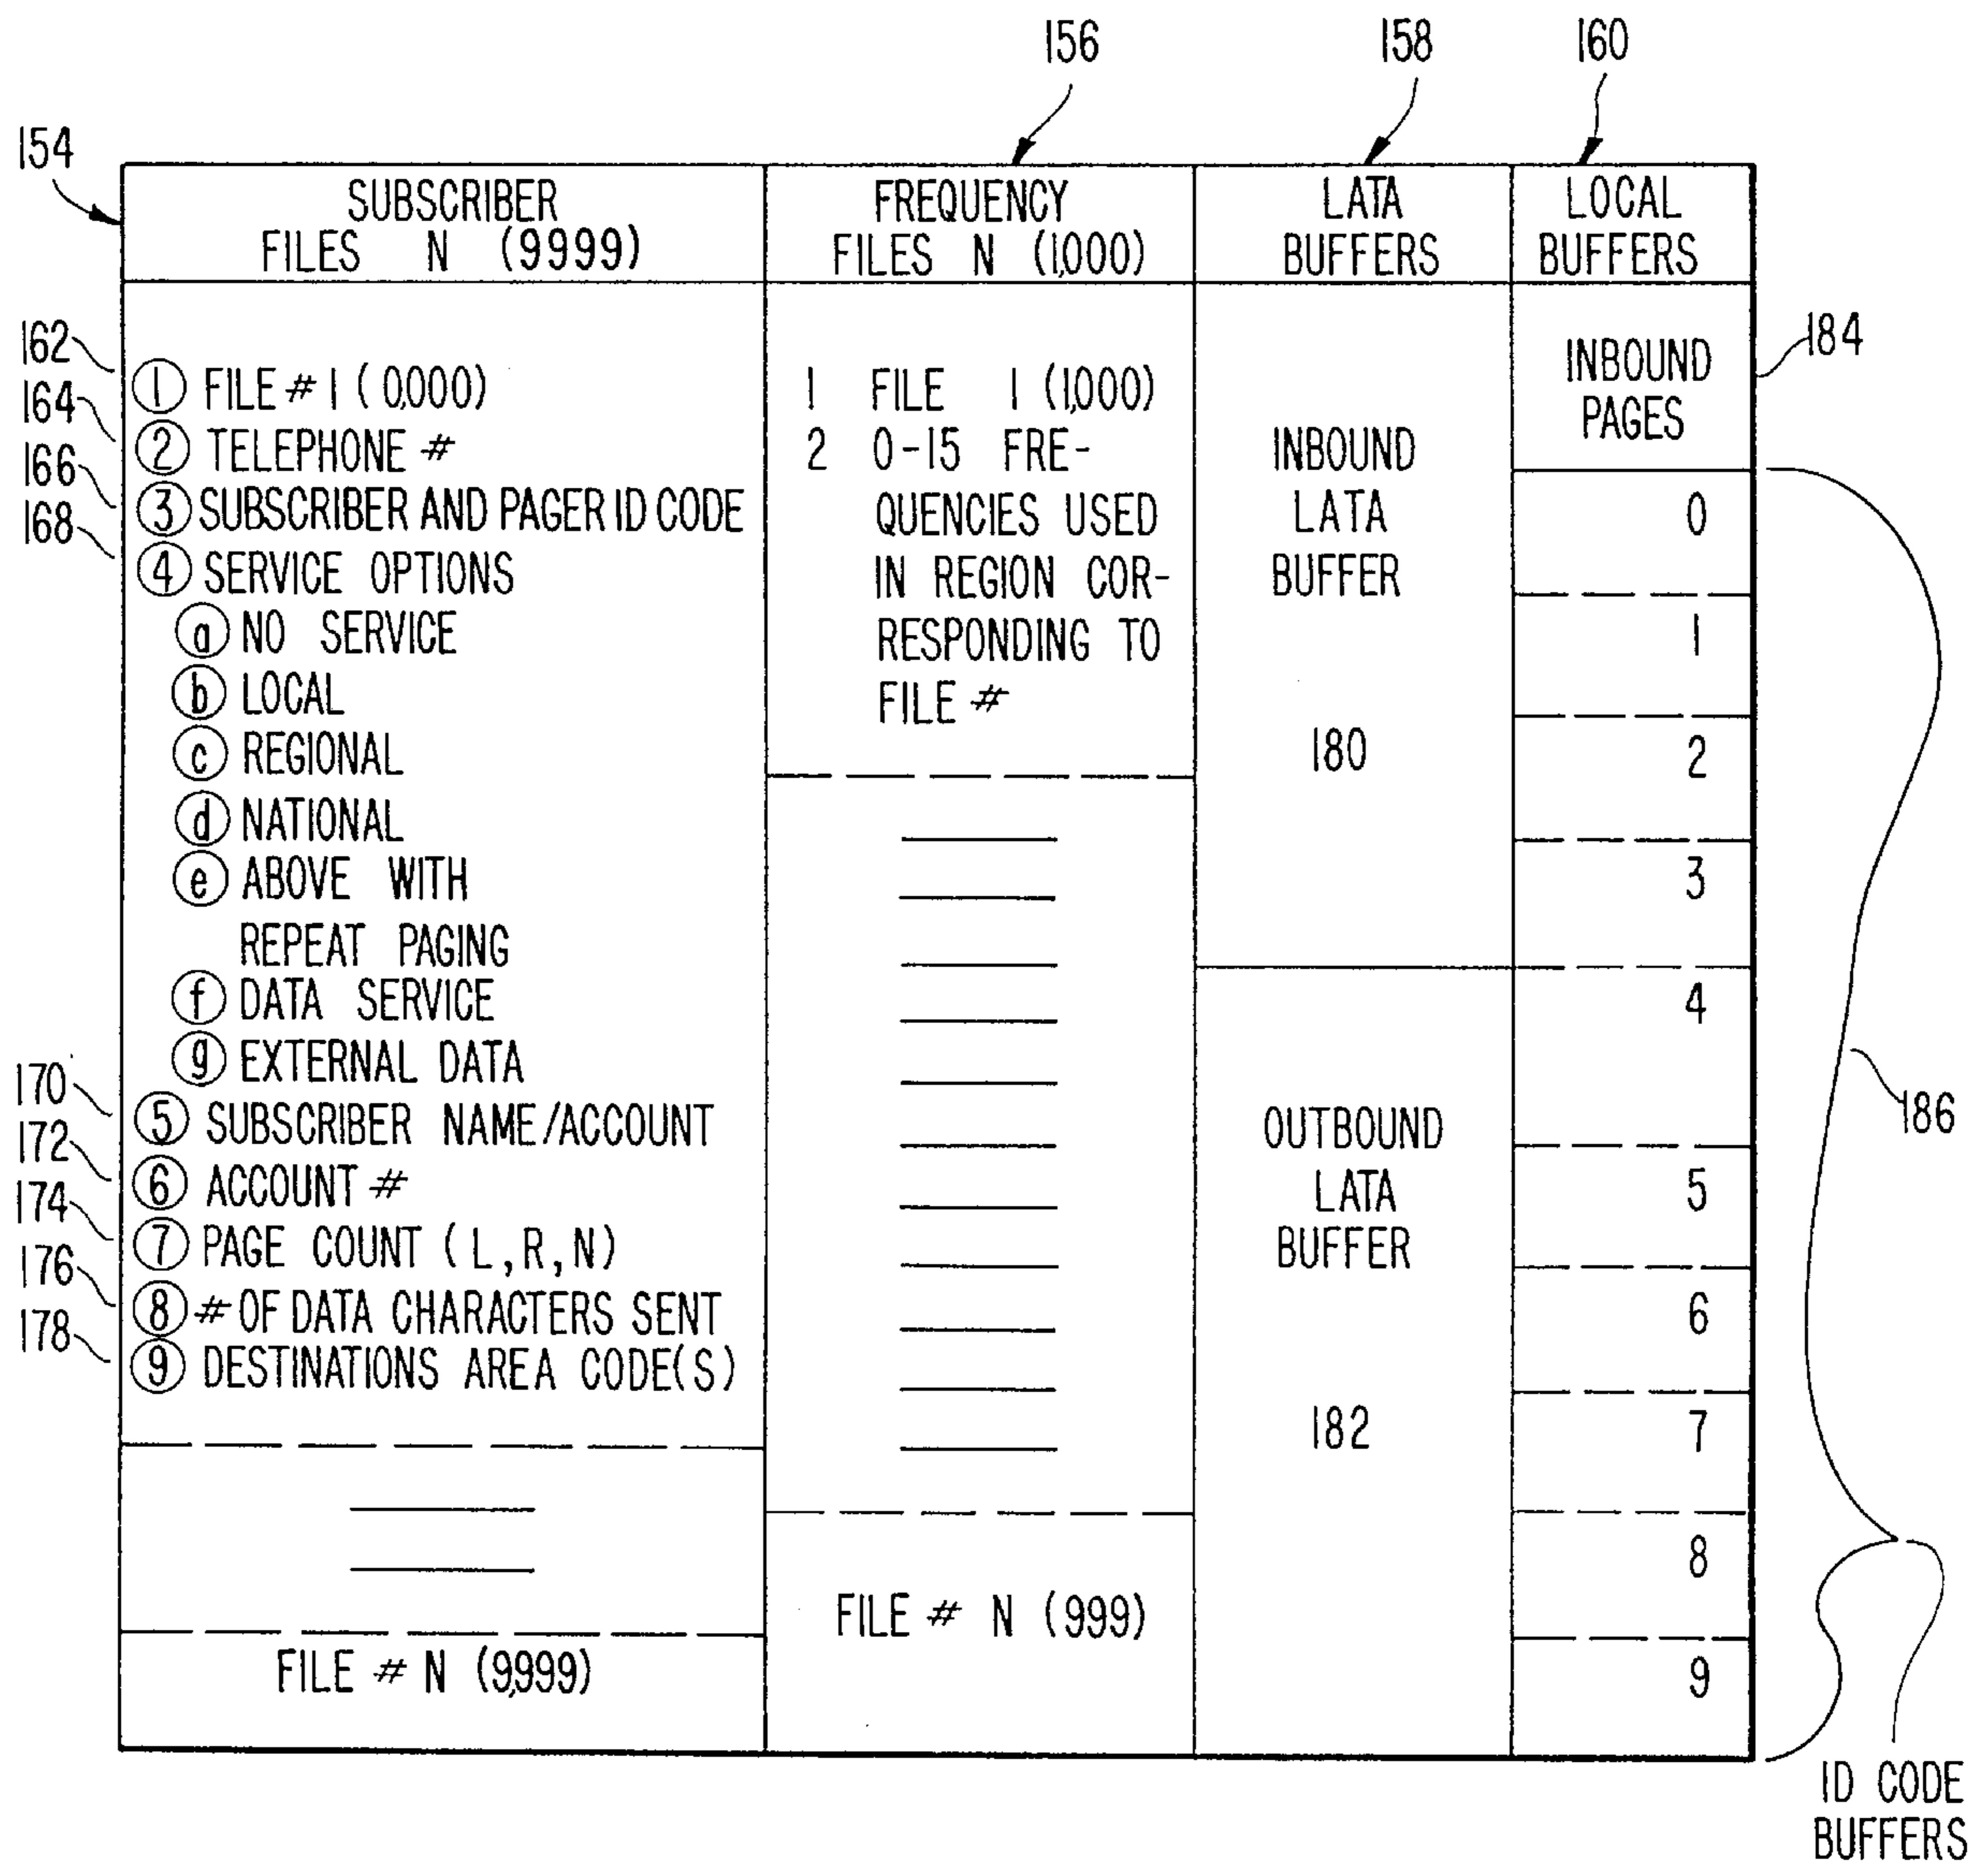 156
158
160
154
SUBSCRIBER
FILES N (9999)
FREQUENCY
FILES N (1,000)
LATA
BUFFERS
LOCAL
BUFFERS
162
164
166
168
170
172
174
176
178
① FILE # 1 (0,000)
② TELEPHONE #
③ SUBSCRIBER AND PAGER ID CODE
④ SERVICE OPTIONS
ⓐ NO SERVICE
ⓑ LOCAL
ⓒ REGIONAL
ⓓ NATIONAL
ⓔ ABOVE WITH
REPEAT PAGING
ⓕ DATA SERVICE
ⓖ EXTERNAL DATA
⑤ SUBSCRIBER NAME/ACCOUNT
⑥ ACCOUNT #
⑦ PAGE COUNT (L,R,N)
⑧ # OF DATA CHARACTERS SENT
⑨ DESTINATIONS AREA CODE(S)
FILE # N (9,999)
1 FILE 1 (1,000)
2 0-15 FRE-
QUENCIES USED
IN REGION COR-
RESPONDING TO
FILE #
FILE # N (999)
INBOUND
LATA
BUFFER
180
OUTBOUND
LATA
BUFFER
182
INBOUND
PAGES
0
1
2
3
4
5
6
7
8
9
184
186
ID CODE
BUFFERS